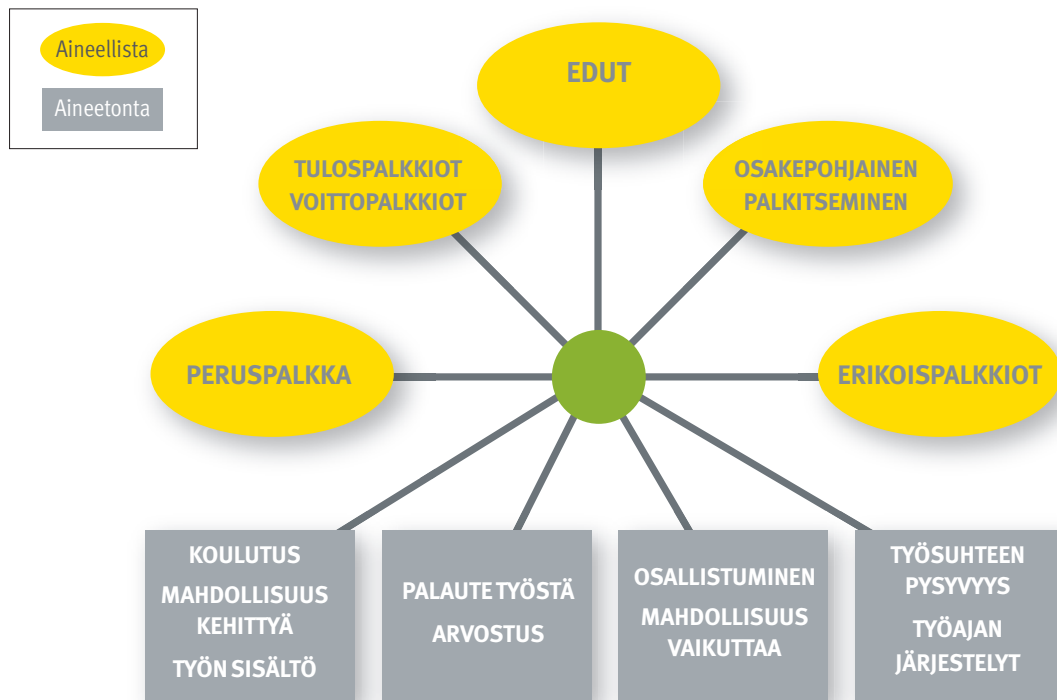 Aineellista
Aineetonta
EDUT
TULOSPALKKIOT
VOITTOPALKKIOT
OSAKEPOHJAINEN
PALKITSEMINEN
PERUSPALKKA
ERIKOISPALKKIOT
KOULUTUS
MAHDOLLISUUS
KEHITTYÄ
TYÖN SISÄLTÖ
PALAUTE TYÖSTÄ
ARVOSTUS
OSALLISTUMINEN
MAHDOLLISUUS
VAIKUTTAA
TYÖSUHTEEN
PYSYVYYS
TYÖAJAN
JÄRJESTELYT